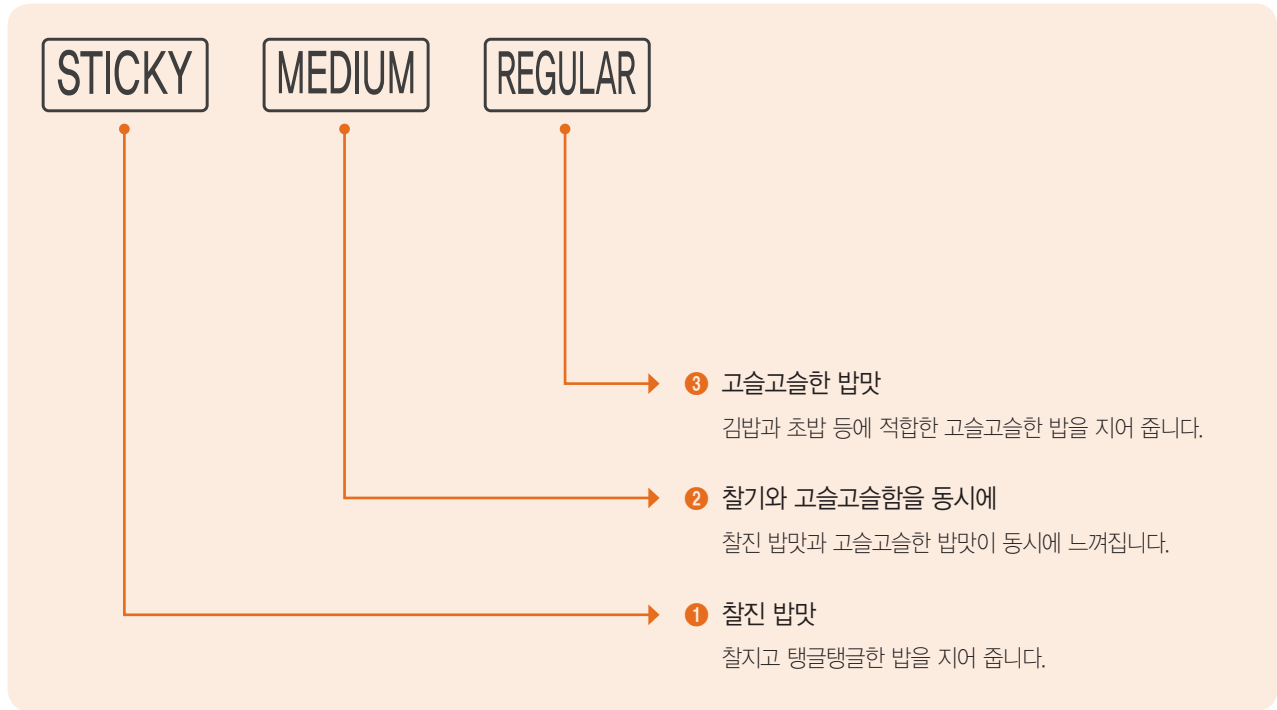 STICKY MEDIUM REGULAR
❸ 고슬고슬한 밥맛
김밥과 초밥 등에 적합한 고슬고슬한 밥을 지어 줍니다.
❷ 찰기와 고슬고슬함을 동시에
찰진 밥맛과 고슬고슬한 밥맛이 동시에 느껴집니다.
❶ 찰진 밥맛
찰지고 탱글탱글한 밥을 지어 줍니다.